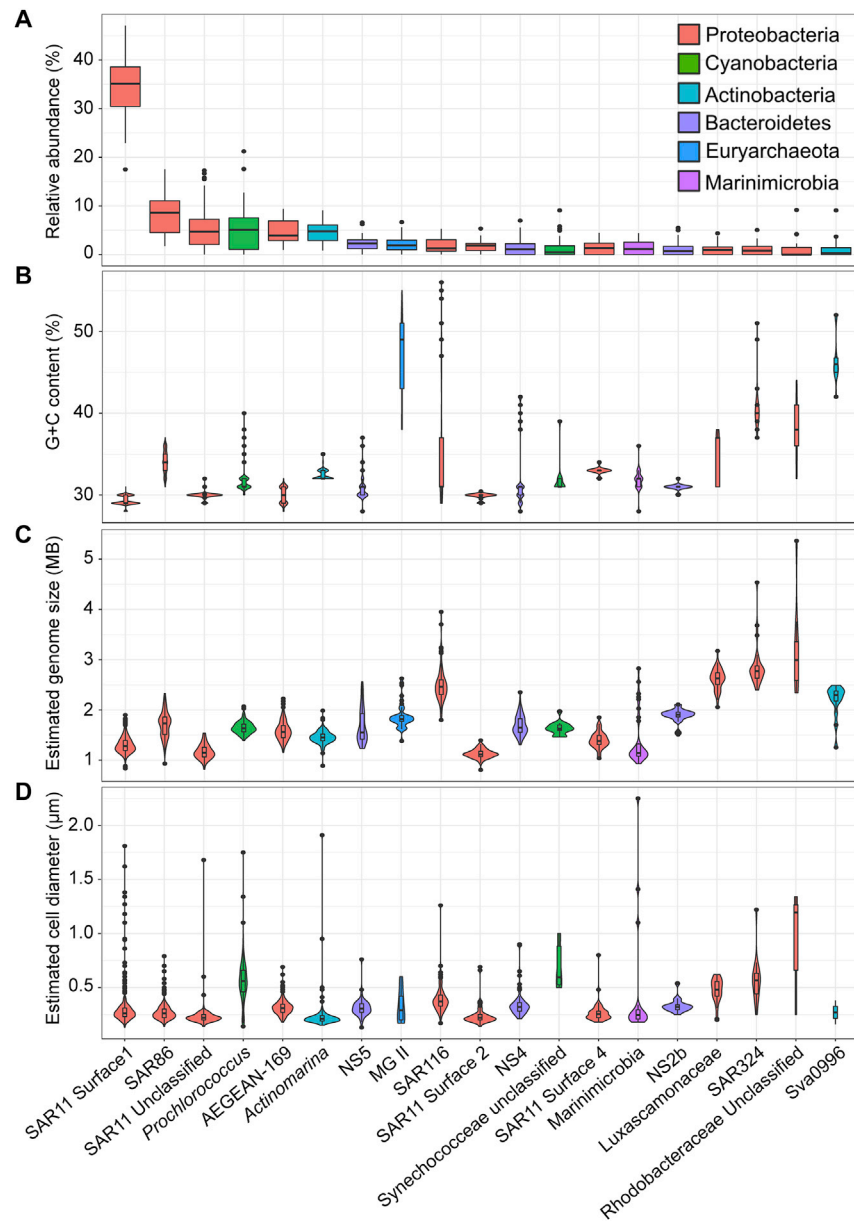 A
Relative abundance (%)
40
30
20
10
0
Proteobacteria
Cyanobacteria
Actinobacteria
Bacteroidetes
Euryarchaeota
Marinimicrobia
B
G+C content (%)
50
40
30
C
Estimated genome size (MB)
5
4
3
2
1
D
Estimated cell diameter (μm)
2.0
1.5
1.0
0.5
SAR11 Surface1
SAR86
SAR11 Unclassified
Prochlorococcus
AEGEAN-169
Actinomarina
NS5
MG II
SAR116
SAR11 Surface 2
NS4
Synechococceae unclassified
SAR11 Surface 4
Marinimicrobia
NS2b
Luxascamonaceae
SAR324
Rhodobacteraceae Unclassified
Sva0996